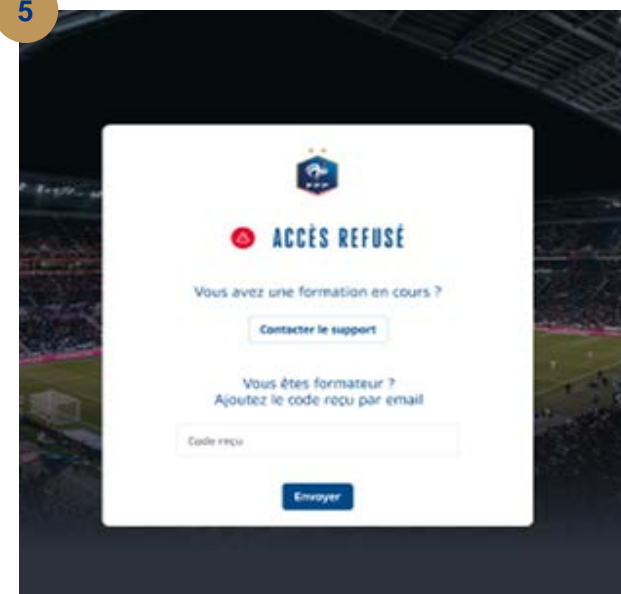 5
FFF
ACCÈS REFUSÉ
Vous avez une formation en cours ?
Contacter le support
Vous êtes formateur ?
Ajoutez le code reçu par email
Code reçu
Envoyer